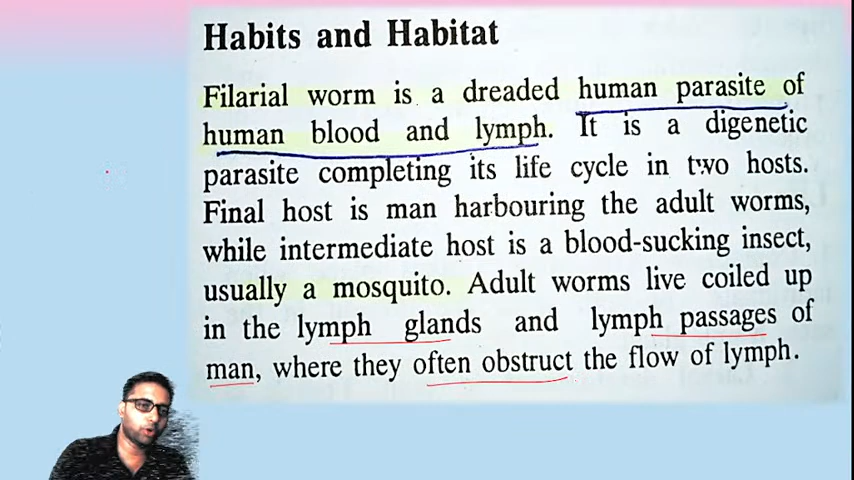 Habits and Habitat
Filarial worm is a dreaded human parasite of
human blood and lymph. It is a digenetic
parasite completing its life cycle in two hosts.
Final host is man harbouring the adult worms,
while intermediate host is a blood-sucking insect,
usually a mosquito. Adult worms live coiled up
in the lymph glands and lymph passages of
man, where they often obstruct the flow of lymph.